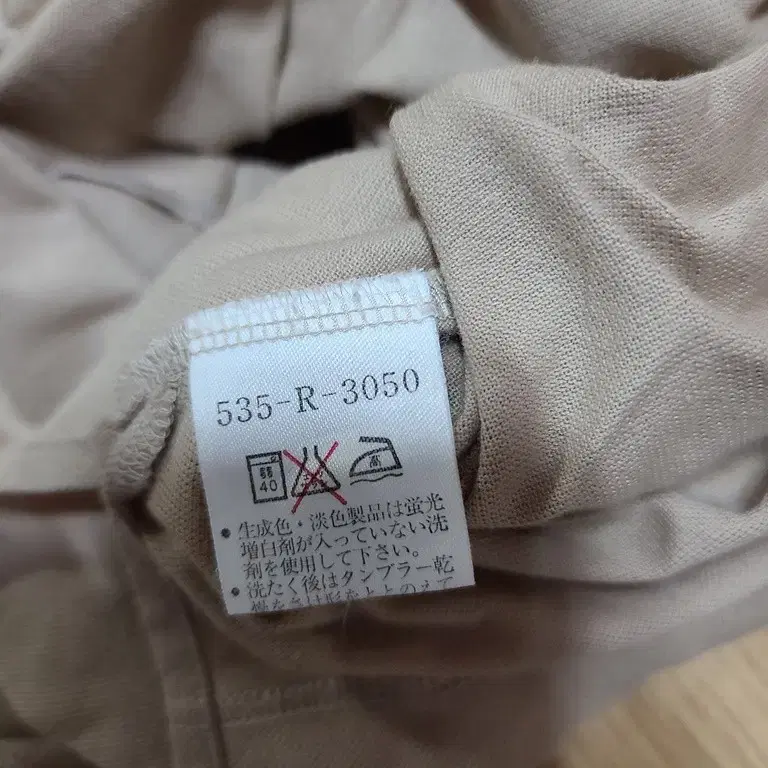 535-R-3050
弱
40
高
・生成色・淡色製品は蛍光
増白剤が入っていない洗
剤を使用して下さい。
・洗たく後はタンブラー乾